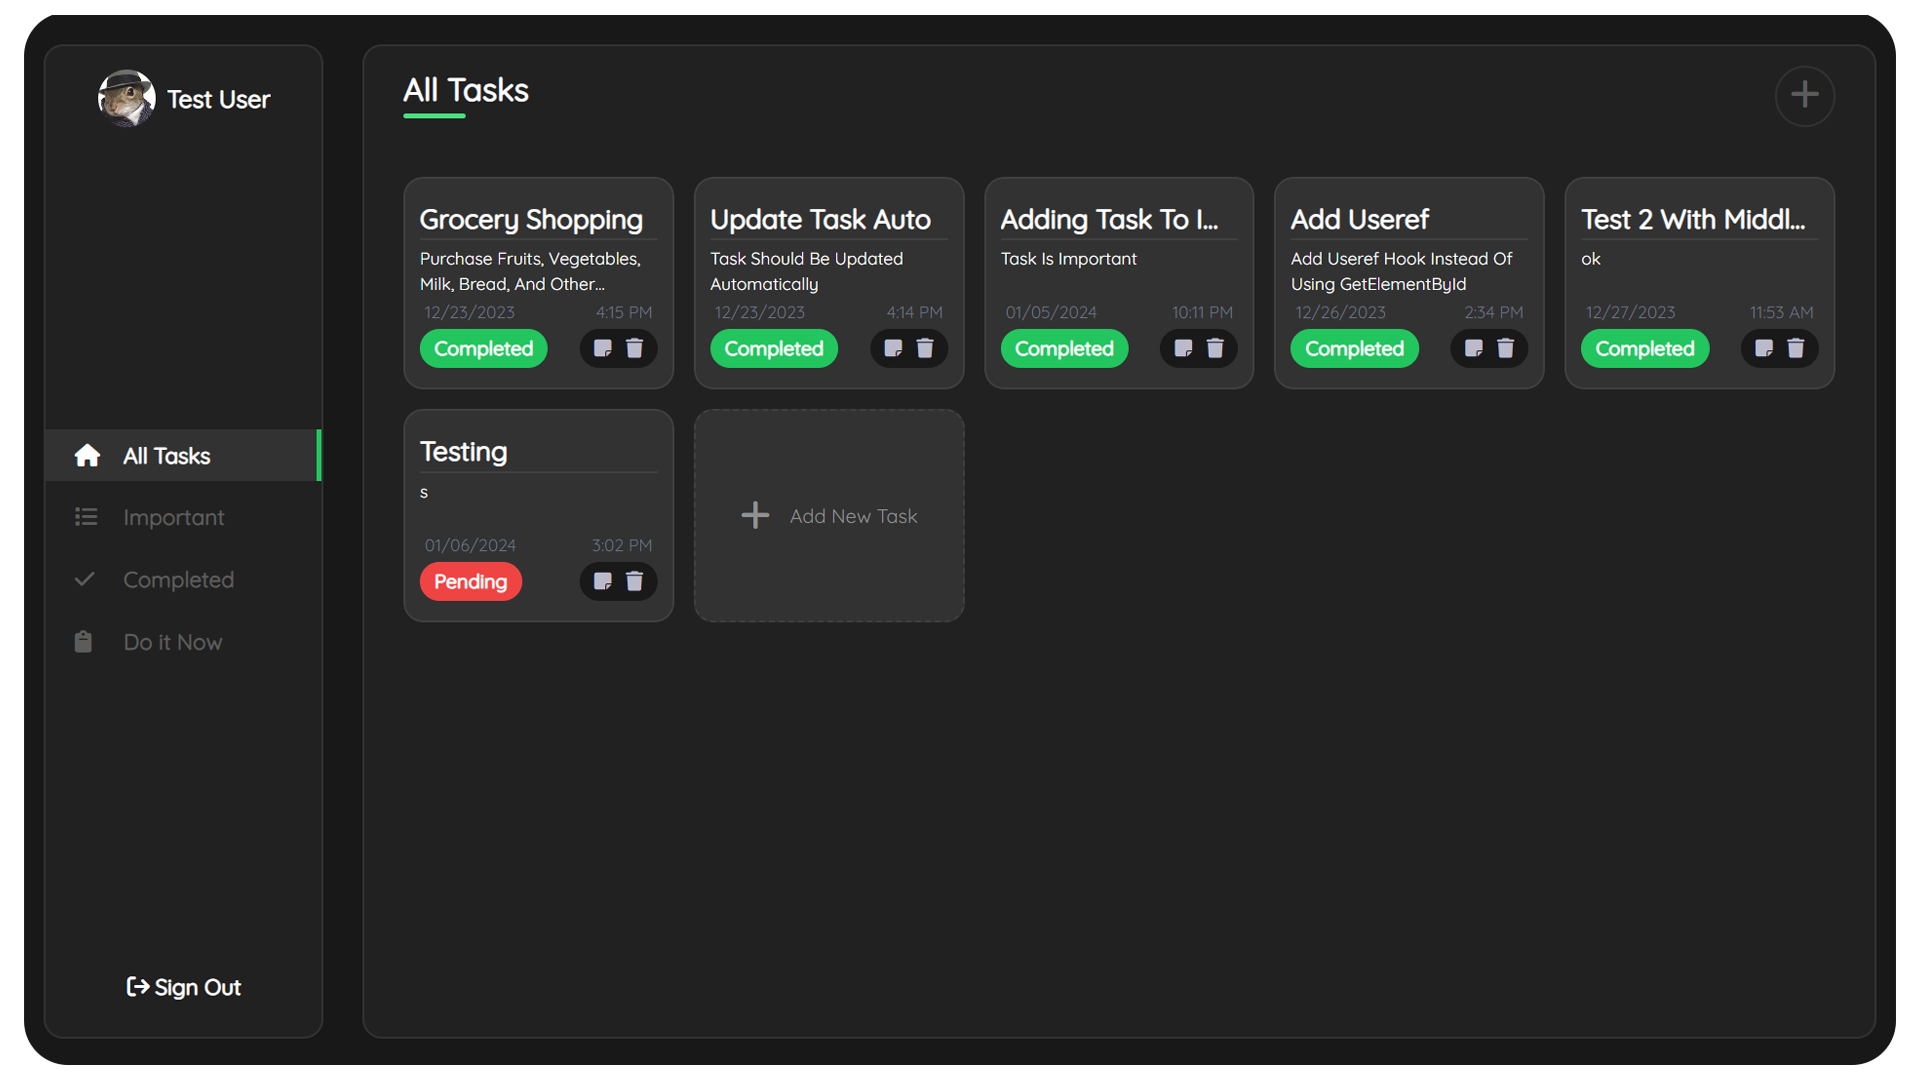 Test User
All Tasks
Important
Completed
Do it Now
Sign Out
All Tasks
Grocery Shopping
Purchase Fruits, Vegetables,
Milk, Bread, And Other...
12/23/2023 4:15 PM
Completed
Update Task Auto
Task Should Be Updated
Automatically
12/23/2023 4:14 PM
Completed
Adding Task To I...
Task Is Important
01/05/2024 10:11 PM
Completed
Add Useref
Add Useref Hook Instead Of
Using GetElementById
12/26/2023 2:34 PM
Completed
Test 2 With Middl...
ok
12/27/2023 11:53 AM
Completed
Testing
s
01/06/2024 3:02 PM
Pending
Add New Task